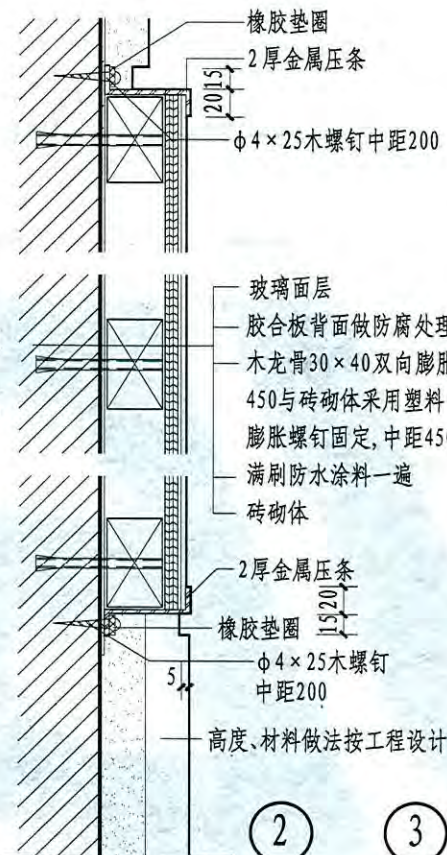 橡胶垫圈
2厚金属压条
15
20
ф4×25木螺钉中距200
玻璃面层
胶合板背面做防腐处理
木龙骨30×40双向膨胀
450与砖砌体采用塑料
膨胀螺钉固定,中距450
满刷防水涂料一遍
砖砌体
2厚金属压条
20
15
橡胶垫圈
ф4×25木螺钉
中距200
5
高度、材料做法按工程设计
2
3